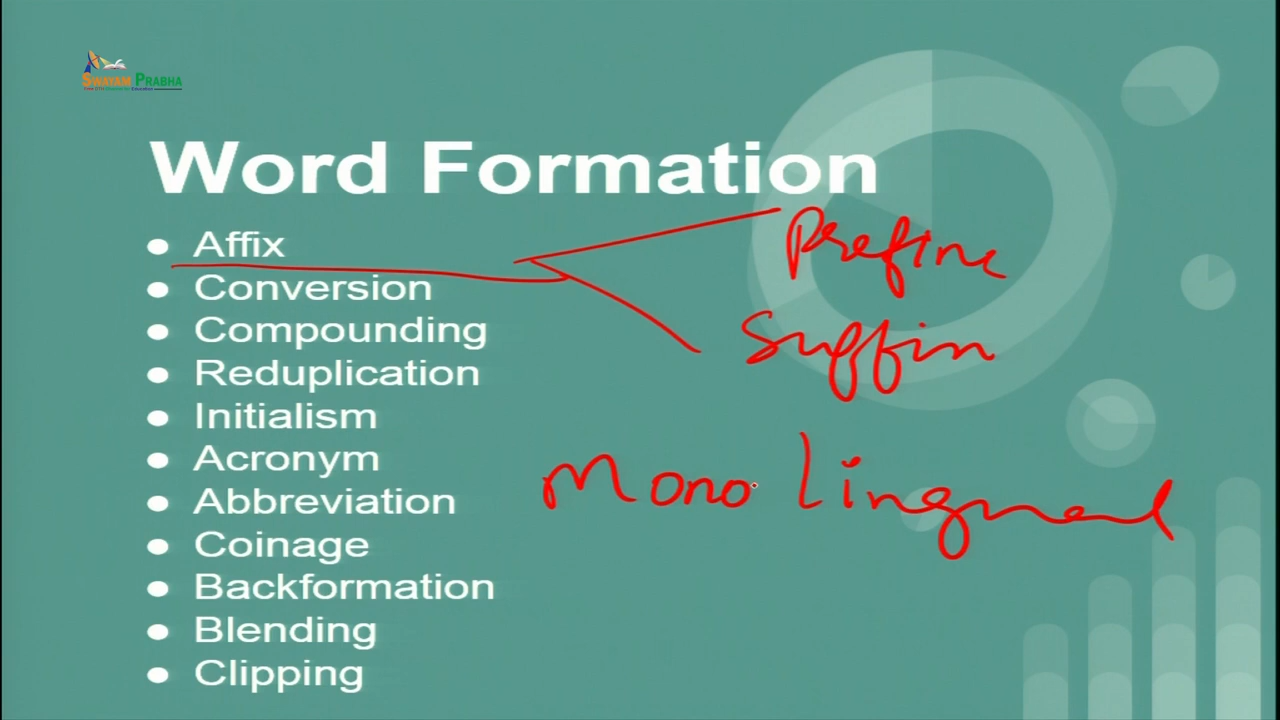 SWAYAM PRABHA
Word Formation
• Affix
Prefix
• Conversion
• Compounding
Suffix
• Reduplication
• Initialism
• Acronym
Mono lingual
• Abbreviation
• Coinage
• Backformation
• Blending
• Clipping